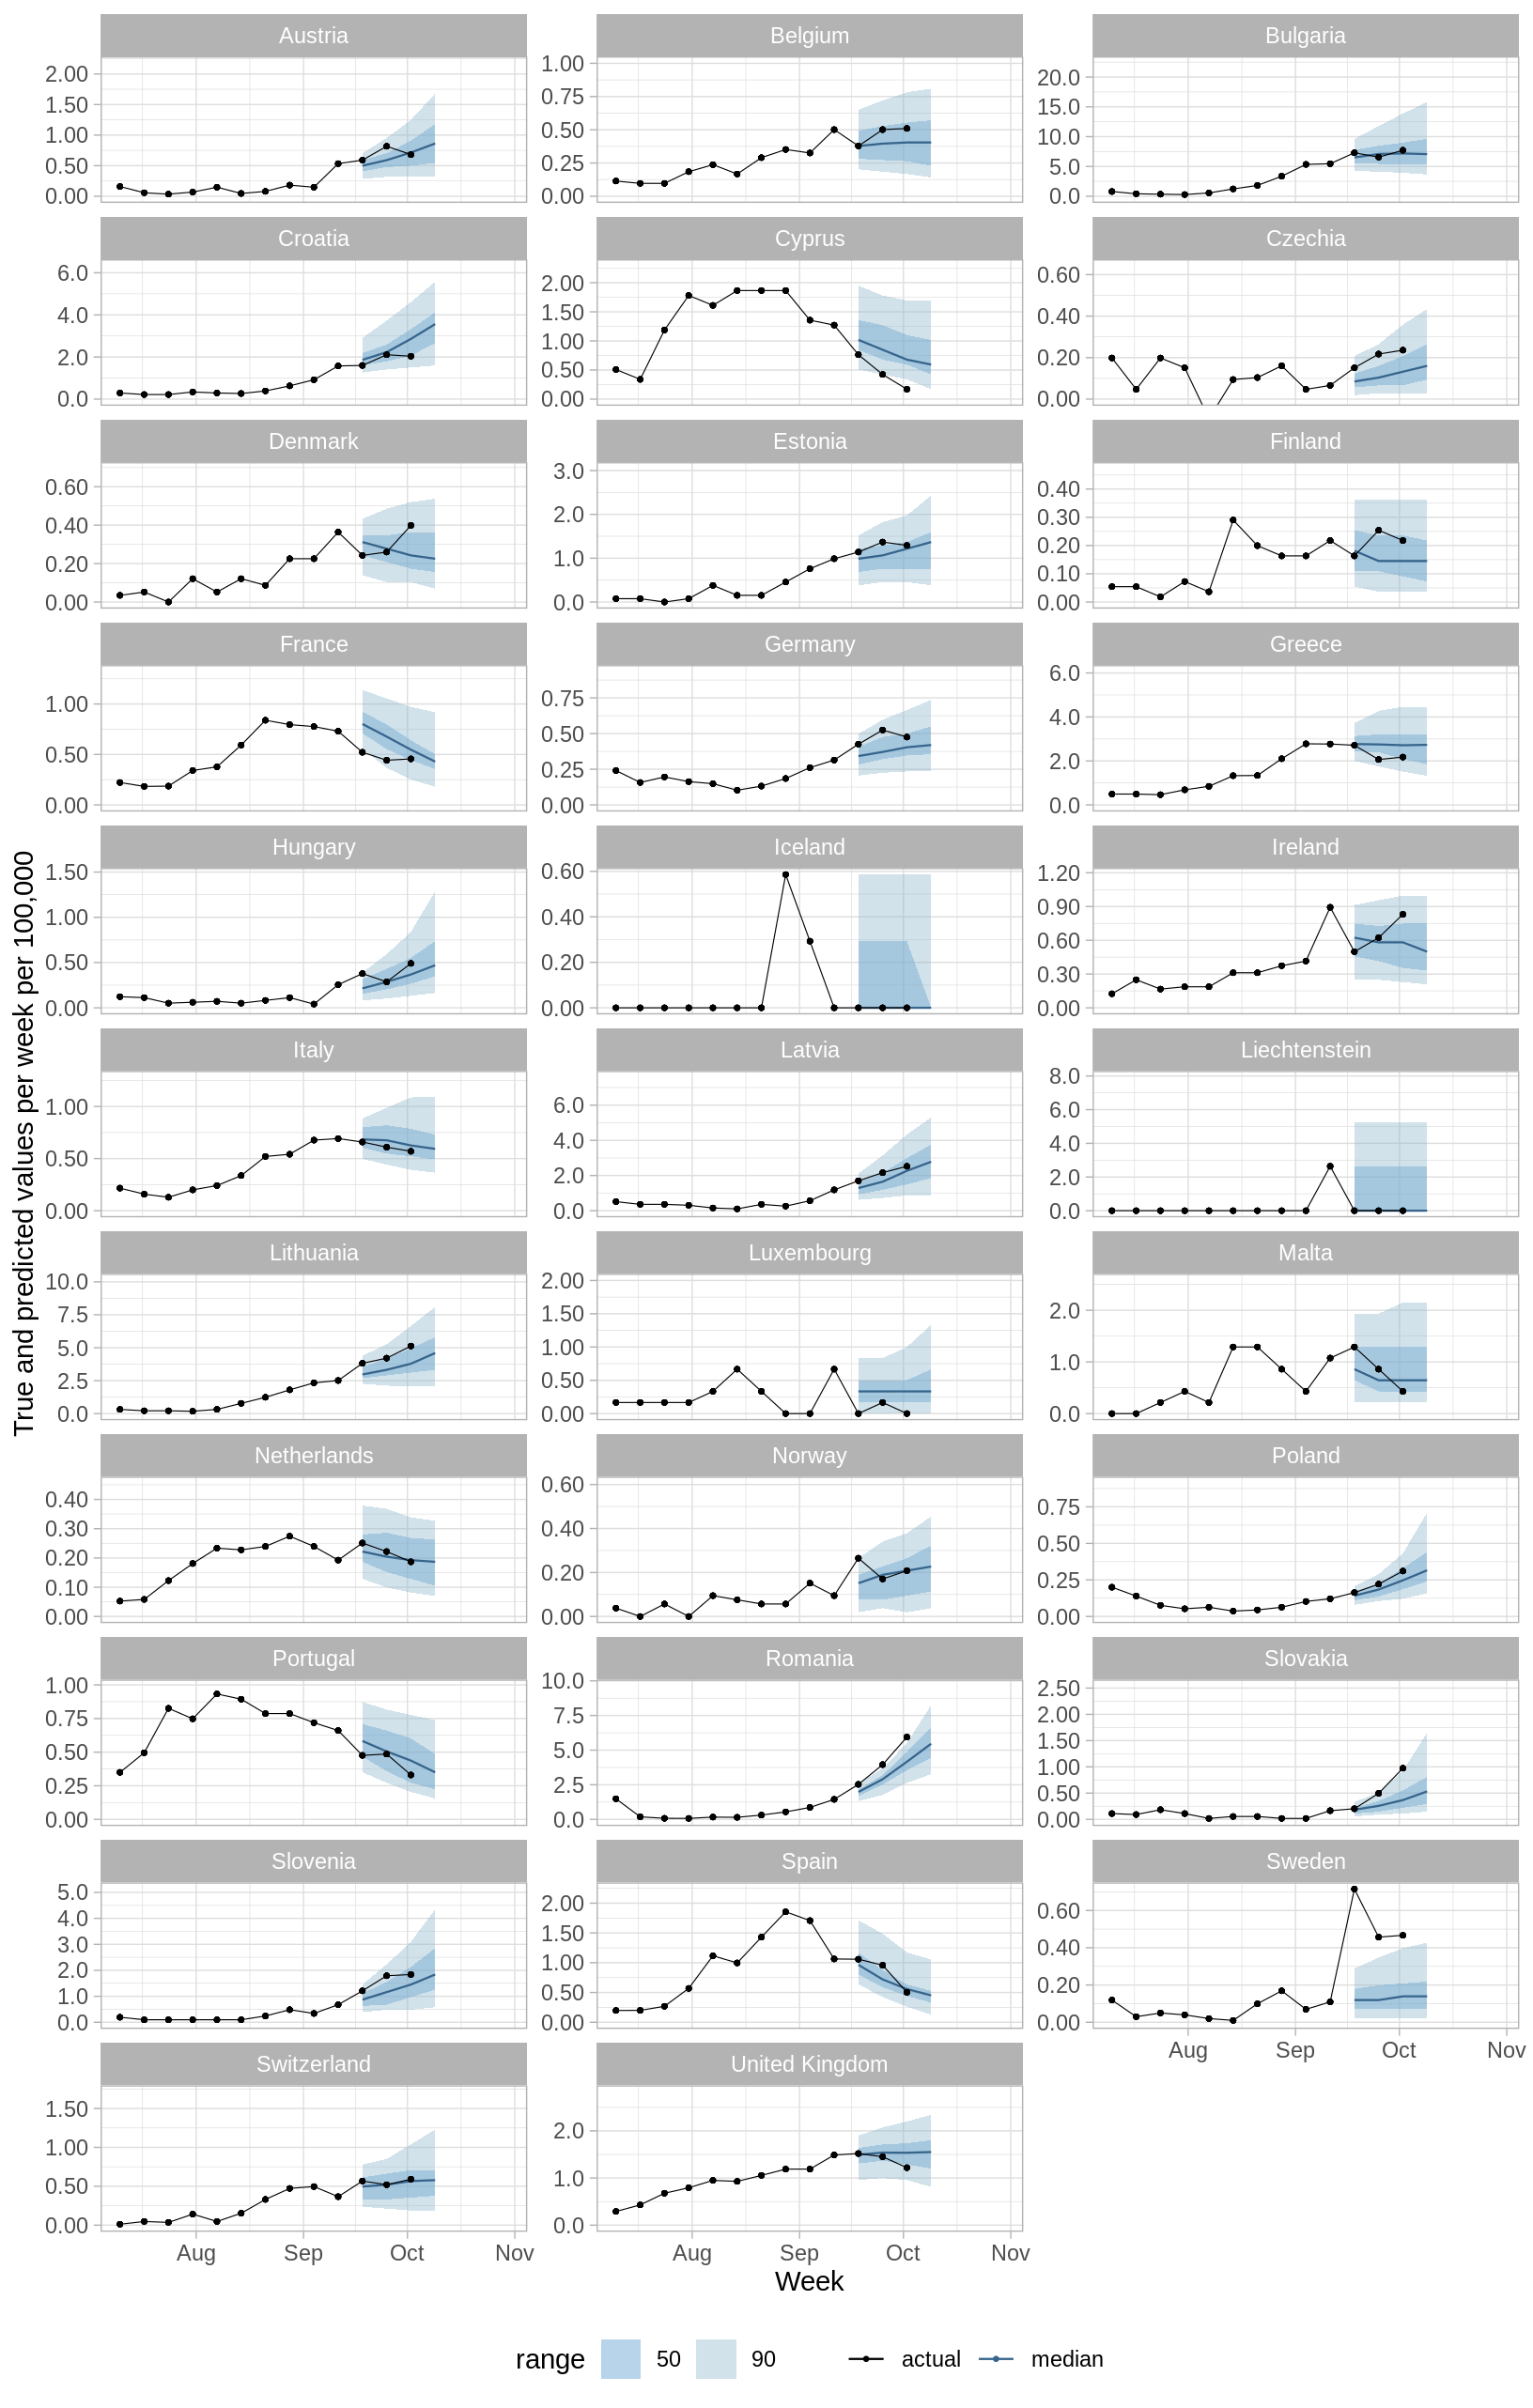 Austria Belgium Bulgaria
2.00 1.50 1.00 0.50 0.00
1.00 0.75 0.50 0.25 0.00
20.0 15.0 10.0 5.0 0.0
Croatia Cyprus Czechia
6.0 4.0 2.0 0.0
2.00 1.50 1.00 0.50 0.00
0.60 0.40 0.20 0.00
Denmark Estonia Finland
0.60 0.40 0.20 0.00
3.0 2.0 1.0 0.0
0.40 0.30 0.20 0.10 0.00
France Germany Greece
1.00 0.50 0.00
0.75 0.50 0.25 0.00
6.0 4.0 2.0 0.0
Hungary Iceland Ireland
1.50 1.00 0.50 0.00
0.60 0.40 0.20 0.00
1.20 0.90 0.60 0.30 0.00
True and predicted values per week per 100,000
Italy Latvia Liechtenstein
1.00 0.50 0.00
6.0 4.0 2.0 0.0
8.0 6.0 4.0 2.0 0.0
Lithuania Luxembourg Malta
10.0 7.5 5.0 2.5 0.0
2.00 1.50 1.00 0.50 0.00
2.0 1.0 0.0
Netherlands Norway Poland
0.40 0.30 0.20 0.10 0.00
0.60 0.40 0.20 0.00
0.75 0.50 0.25 0.00
Portugal Romania Slovakia
1.00 0.75 0.50 0.25 0.00
10.0 7.5 5.0 2.5 0.0
2.50 2.00 1.50 1.00 0.50 0.00
Slovenia Spain Sweden
5.0 4.0 3.0 2.0 1.0 0.0
2.00 1.50 1.00 0.50 0.00
0.60 0.40 0.20 0.00
Aug Sep Oct Nov
Switzerland United Kingdom
1.50 1.00 0.50 0.00
2.0 1.0 0.0
Aug Sep Oct Nov Aug Sep Oct Nov
Week
range 50 90 actual median